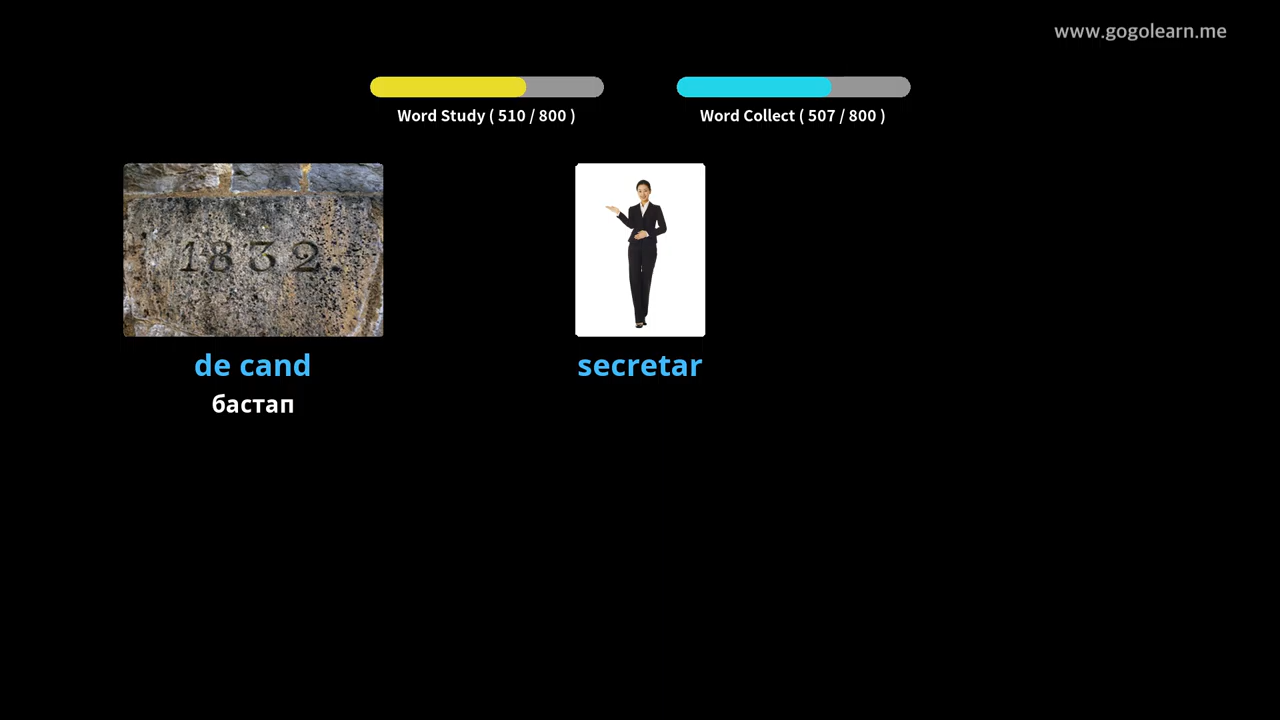 www.gogolearn.me
Word Study ( 510 / 800 )
Word Collect ( 507 / 800 )
1832
de cand
бастап
secretar